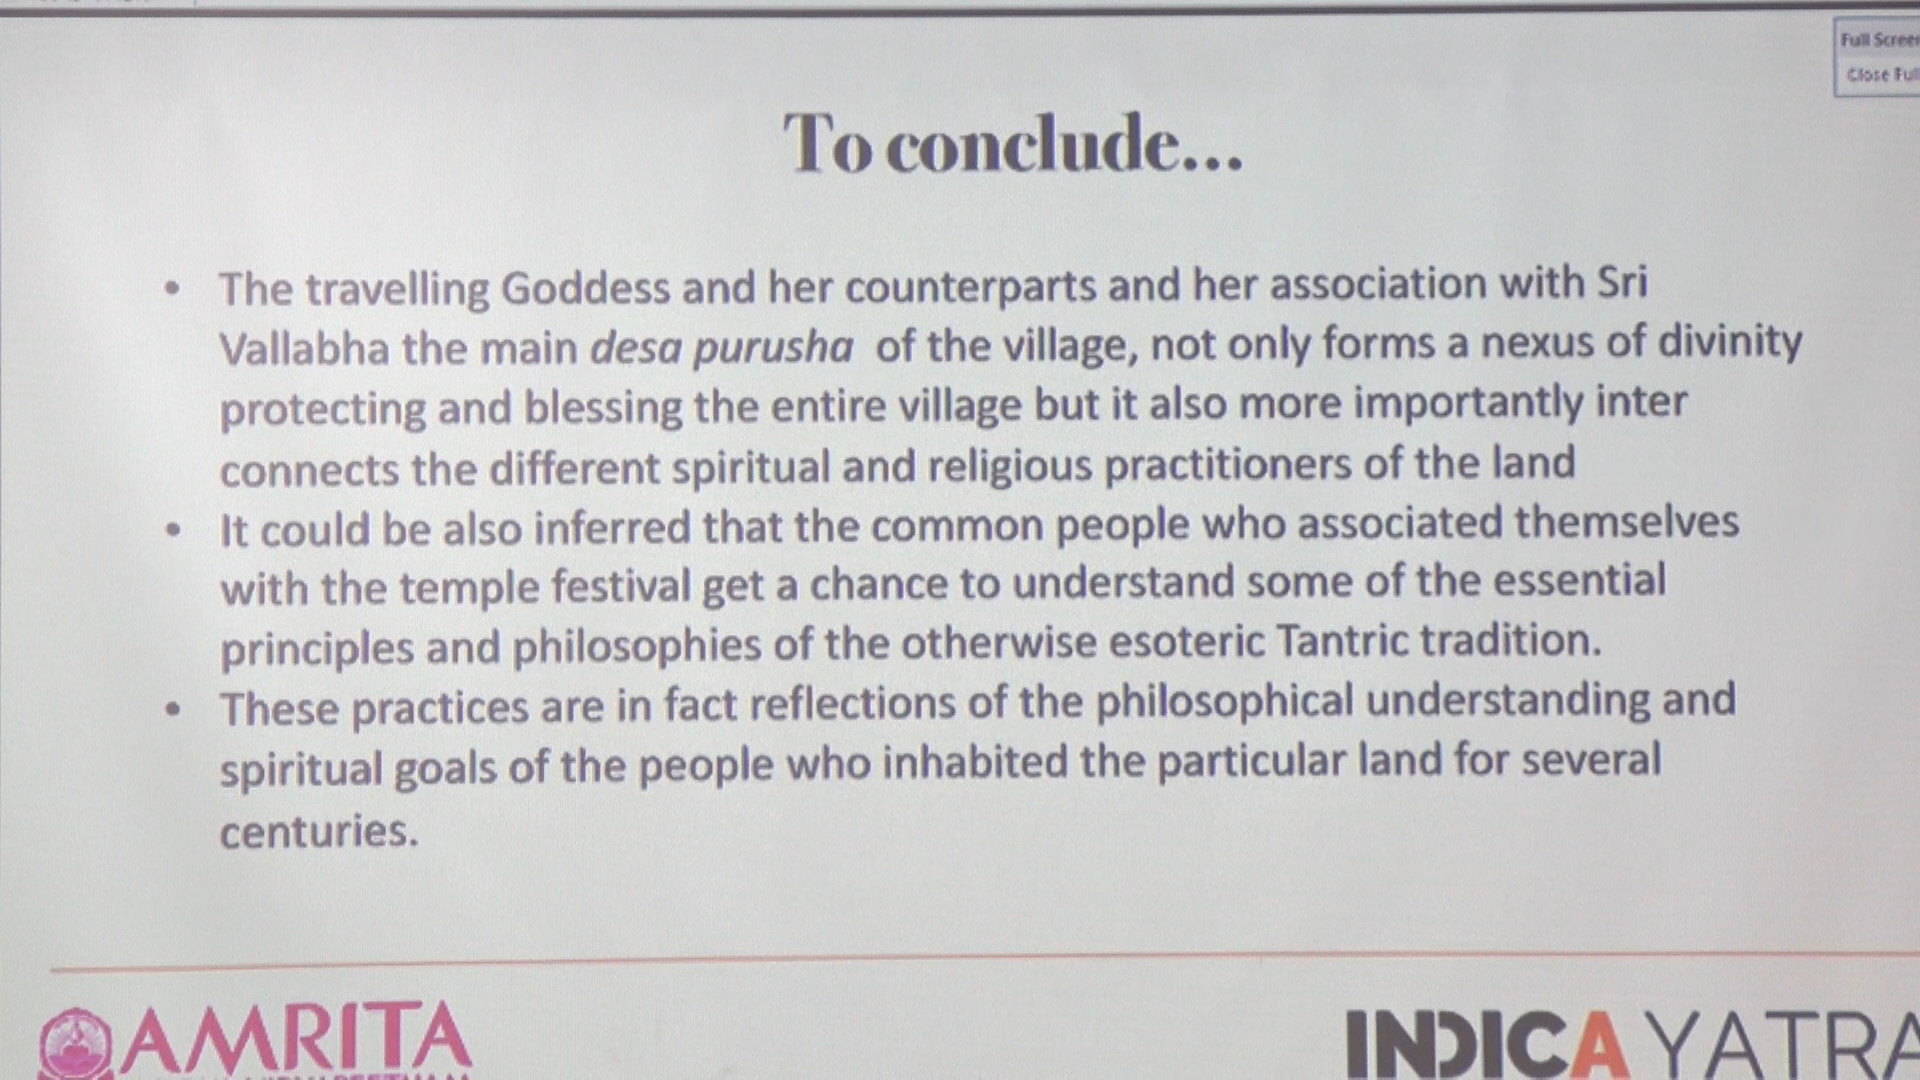 Full Screen
Close Full
To conclude...
• The travelling Goddess and her counterparts and her association with Sri
Vallabha the main desa purusha of the village, not only forms a nexus of divinity
protecting and blessing the entire village but it also more importantly inter
connects the different spiritual and religious practitioners of the land
• It could be also inferred that the common people who associated themselves
with the temple festival get a chance to understand some of the essential
principles and philosophies of the otherwise esoteric Tantric tradition.
• These practices are in fact reflections of the philosophical understanding and
spiritual goals of the people who inhabited the particular land for several
centuries.
AMRITA
INDICA YATRA